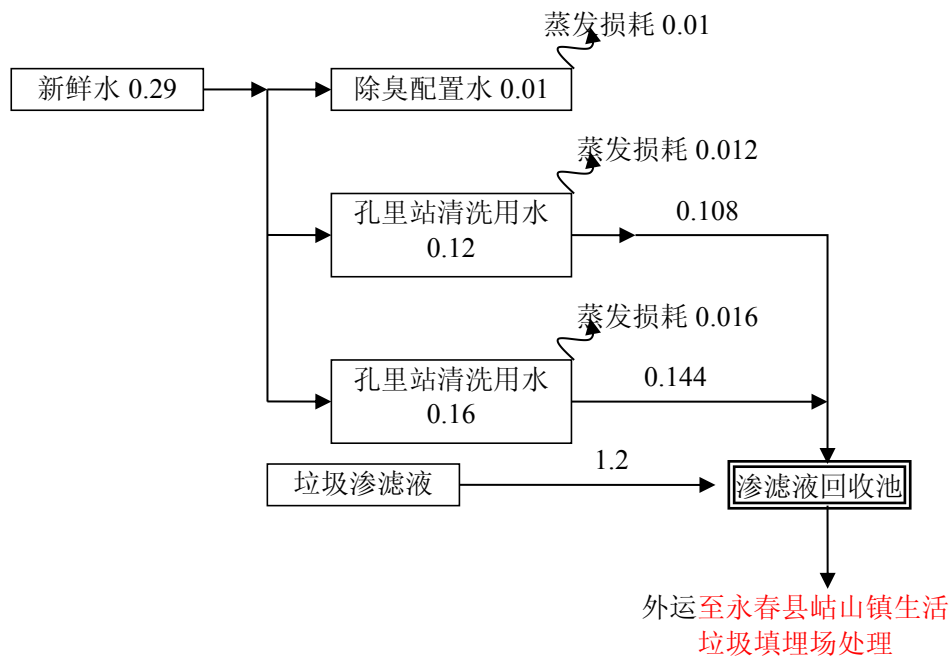 蒸发损耗 0.01
新鲜水 0.29
除臭配置水 0.01
蒸发损耗 0.012
孔里站清洗用水
0.12
0.108
蒸发损耗 0.016
孔里站清洗用水
0.16
0.144
垃圾渗滤液
1.2
渗滤液回收池
外运至永春县岵山镇生活
垃圾填埋场处理